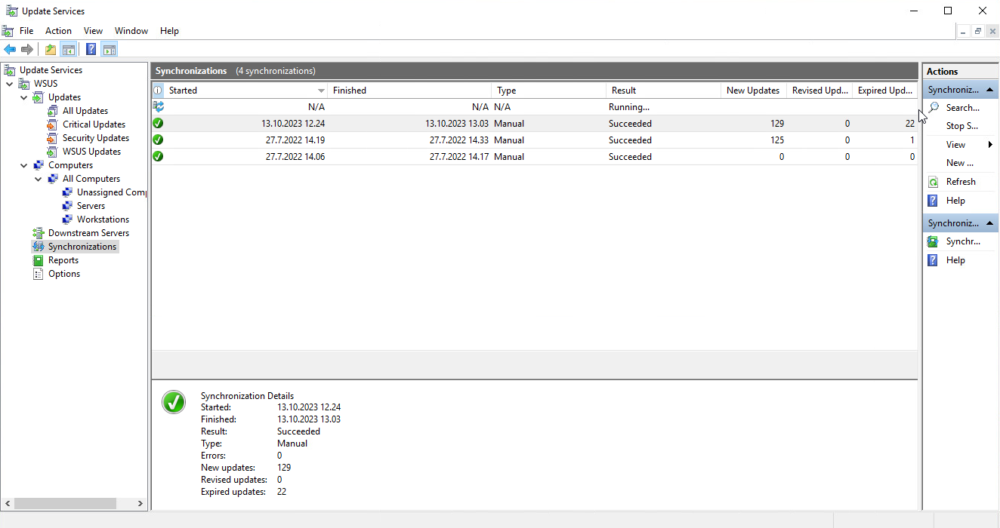 Update Services
File Action View Window Help
Update Services
WSUS
Updates
All Updates
Critical Updates
Security Updates
WSUS Updates
Computers
All Computers
Unassigned Comp
Servers
Workstations
Downstream Servers
Synchronizations
Reports
Options
Synchronizations (4 synchronizations)
Started Finished Type Result New Updates Revised Upd... Expired Upd...
N/A N/A N/A Running...
13.10.2023 12.24 13.10.2023 13.03 Manual Succeeded 129 0 22
27.7.2022 14.19 27.7.2022 14.33 Manual Succeeded 125 0 1
27.7.2022 14.06 27.7.2022 14.17 Manual Succeeded 0 0 0
Synchronization Details
Started: 13.10.2023 12.24
Finished: 13.10.2023 13.03
Result: Succeeded
Type: Manual
Errors: 0
New updates: 129
Revised updates: 0
Expired updates: 22
Actions
Synchroniz...
Search...
Stop S...
View
New ...
Refresh
Help
Synchroniz...
Synchr...
Help